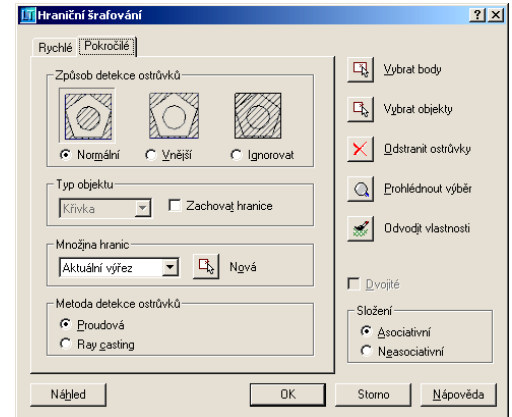 Hraniční šrafování
Rychlé Pokročilé
Způsob detekce ostrůvků
Normální Vnější Ignorovat
Typ objektu
Křivka Zachovat hranice
Množina hranic
Aktuální výřez Nová
Metoda detekce ostrůvků
Proudová
Ray casting
Vybrat body
Vybrat objekty
Odstranit ostrůvky
Prohlédnout výběr
Odvodit vlastnosti
Dvojité
Složení
Asociativní
Neasociativní
Náhled OK Storno Nápověda